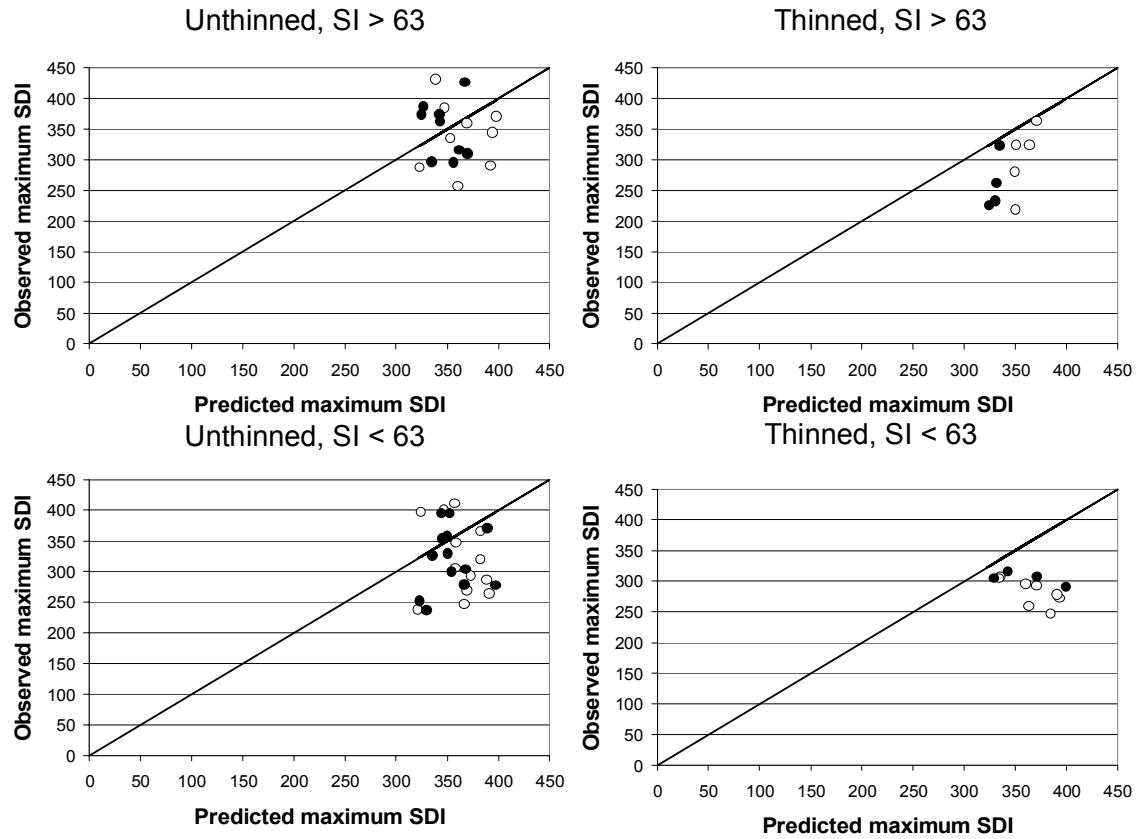 Unthinned, SI > 63
450
400
350
300
250
200
150
100
50
0
0 50 100 150 200 250 300 350 400 450
Observed maximum SDI
Predicted maximum SDI
Thinned, SI > 63
450
400
350
300
250
200
150
100
50
0
0 50 100 150 200 250 300 350 400 450
Observed maximum SDI
Predicted maximum SDI
Unthinned, SI < 63
450
400
350
300
250
200
150
100
50
0
0 50 100 150 200 250 300 350 400 450
Observed maximum SDI
Predicted maximum SDI
Thinned, SI < 63
450
400
350
300
250
200
150
100
50
0
0 50 100 150 200 250 300 350 400 450
Observed maximum SDI
Predicted maximum SDI